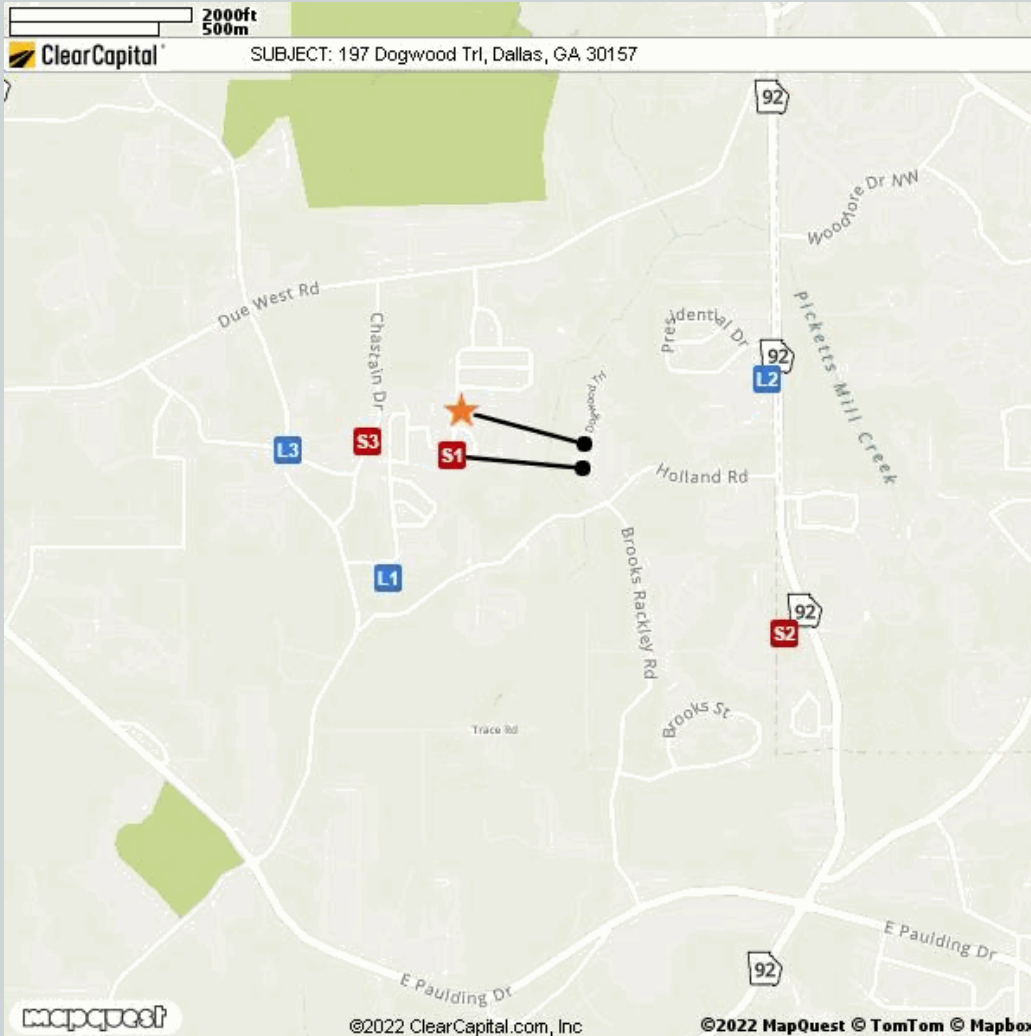 2000ft
500m
ClearCapital
SUBJECT: 197 Dogwood Trl, Dallas, GA 30157
92
Woodlore Dr NW
Due West Rd
Chastain Dr
Presidential Dr
92
Picketts Mill Creek
L2
Dogwood Trl
S3
L3
S1
Holland Rd
L1
Brooks Rackley Rd
92
S2
Brooks St
Trace Rd
E Paulding Dr
E Paulding Dr
92
mapquest
©2022 ClearCapital.com, Inc
©2022 MapQuest © TomTom © Mapbox